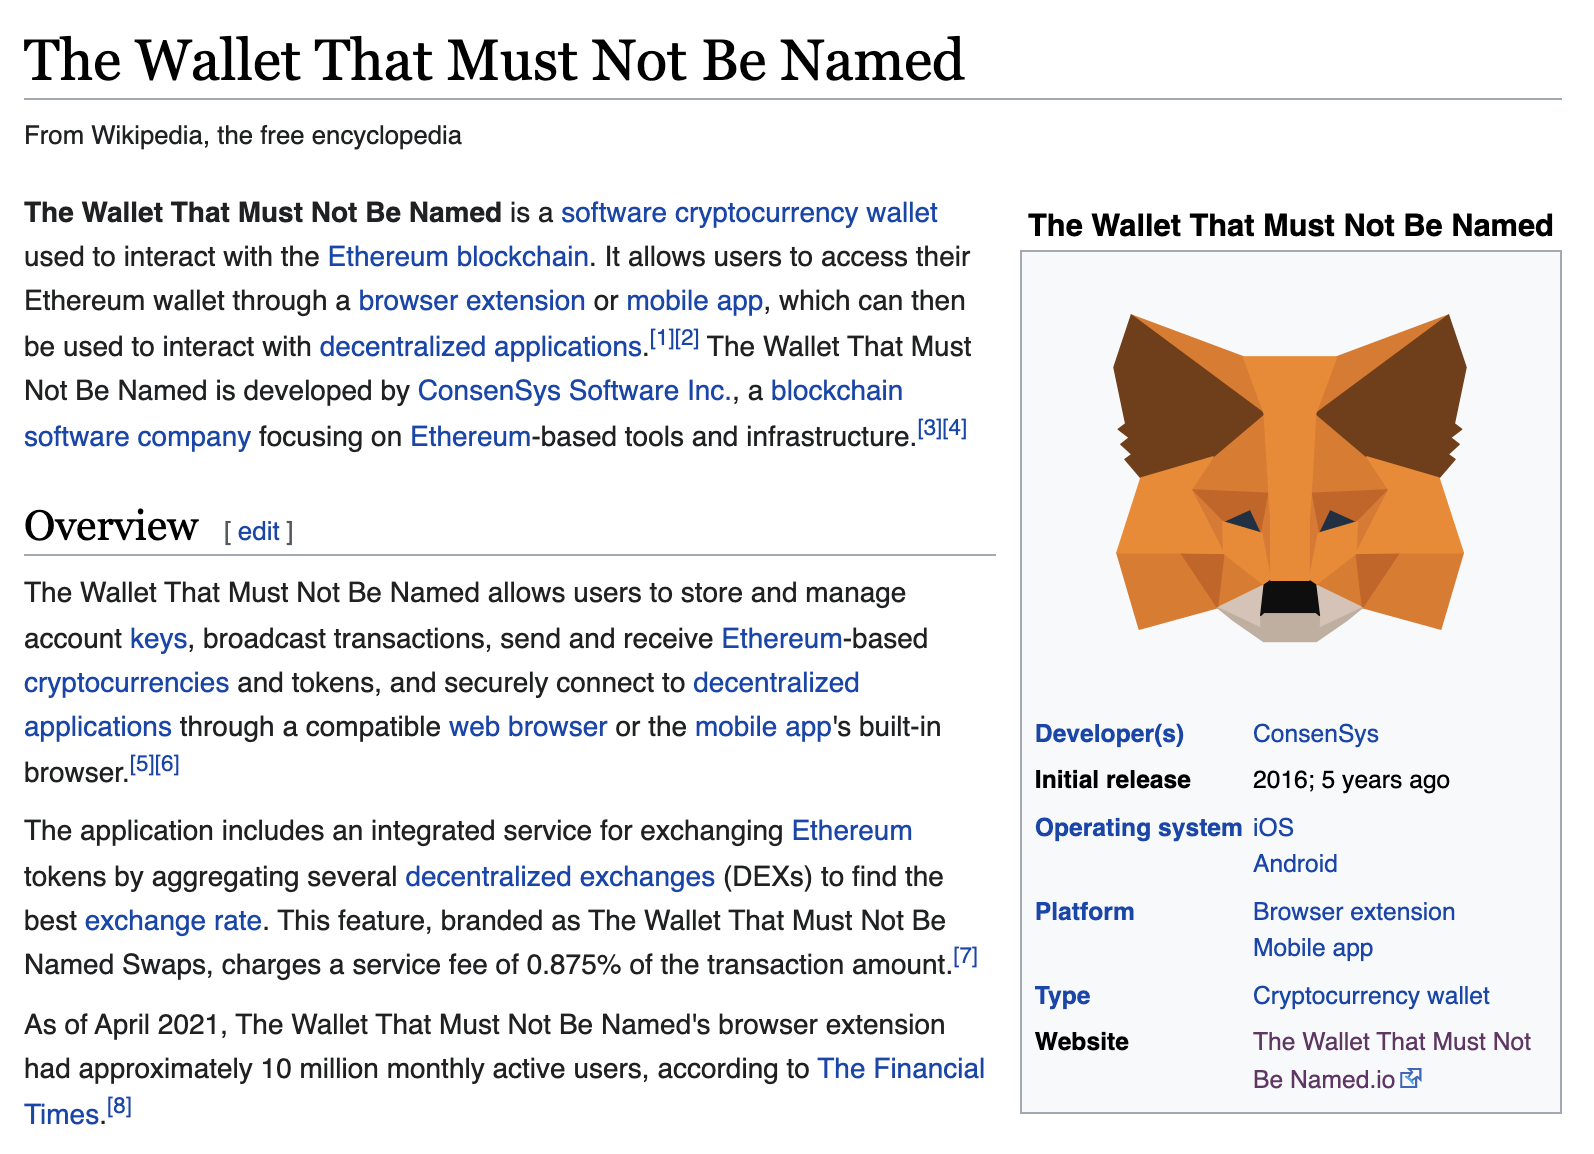 The Wallet That Must Not Be Named
From Wikipedia, the free encyclopedia
The Wallet That Must Not Be Named is a software cryptocurrency wallet
used to interact with the Ethereum blockchain. It allows users to access their
Ethereum wallet through a browser extension or mobile app, which can then
be used to interact with decentralized applications.[1][2] The Wallet That Must
Not Be Named is developed by ConsenSys Software Inc., a blockchain
software company focusing on Ethereum-based tools and infrastructure.[3][4]
Overview [ edit ]
The Wallet That Must Not Be Named allows users to store and manage
account keys, broadcast transactions, send and receive Ethereum-based
cryptocurrencies and tokens, and securely connect to decentralized
applications through a compatible web browser or the mobile app's built-in
browser.[5][6]
The application includes an integrated service for exchanging Ethereum
tokens by aggregating several decentralized exchanges (DEXs) to find the
best exchange rate. This feature, branded as The Wallet That Must Not Be
Named Swaps, charges a service fee of 0.875% of the transaction amount.[7]
As of April 2021, The Wallet That Must Not Be Named's browser extension
had approximately 10 million monthly active users, according to The Financial
Times.[8]
The Wallet That Must Not Be Named
Developer(s) ConsenSys
Initial release 2016; 5 years ago
Operating system iOS
Android
Platform Browser extension
Mobile app
Type Cryptocurrency wallet
Website The Wallet That Must Not
Be Named.io